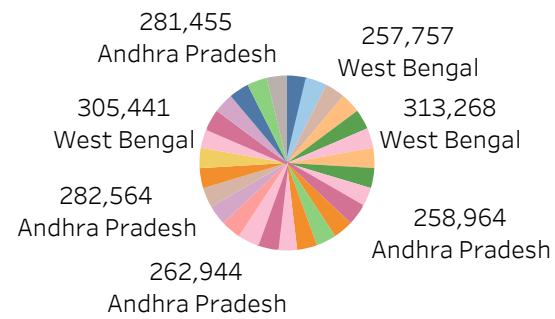 281,455
Andhra Pradesh
257,757
West Bengal
305,441
West Bengal
313,268
West Bengal
282,564
Andhra Pradesh
258,964
Andhra Pradesh
262,944
Andhra Pradesh